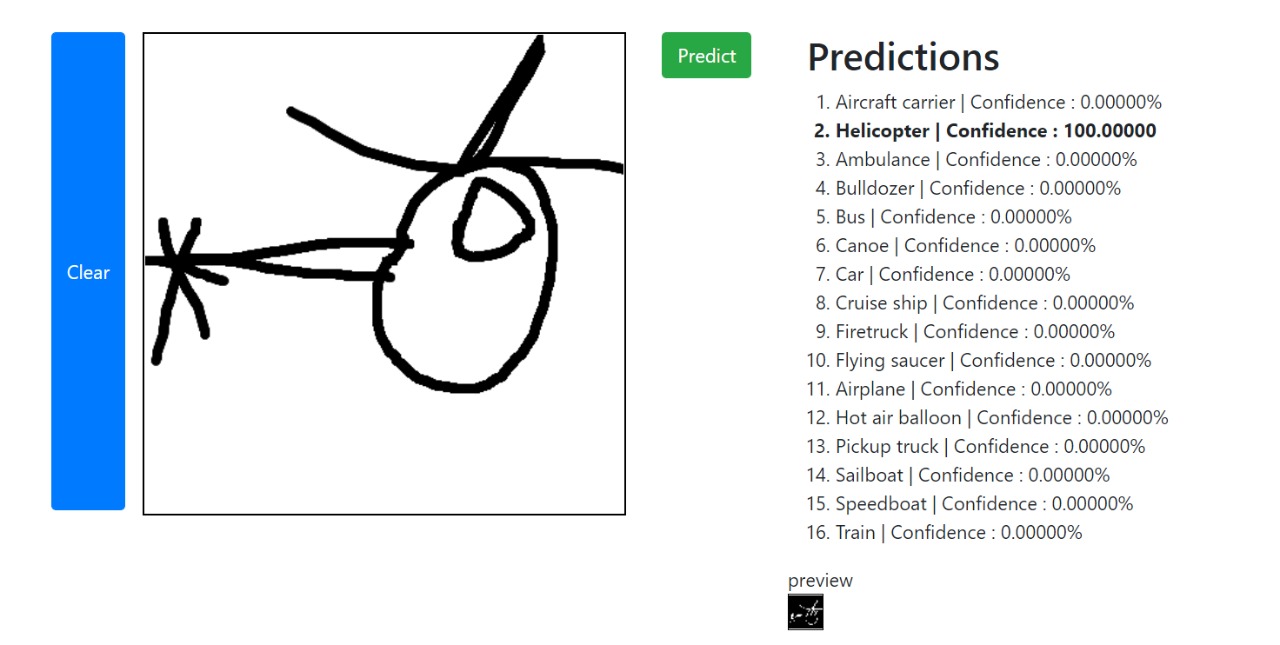 Clear
Predict
Predictions
1. Aircraft carrier | Confidence : 0.00000%
2. Helicopter | Confidence : 100.00000
3. Ambulance | Confidence : 0.00000%
4. Bulldozer | Confidence : 0.00000%
5. Bus | Confidence : 0.00000%
6. Canoe | Confidence : 0.00000%
7. Car | Confidence : 0.00000%
8. Cruise ship | Confidence : 0.00000%
9. Firetruck | Confidence : 0.00000%
10. Flying saucer | Confidence : 0.00000%
11. Airplane | Confidence : 0.00000%
12. Hot air balloon | Confidence : 0.00000%
13. Pickup truck | Confidence : 0.00000%
14. Sailboat | Confidence : 0.00000%
15. Speedboat | Confidence : 0.00000%
16. Train | Confidence : 0.00000%
preview